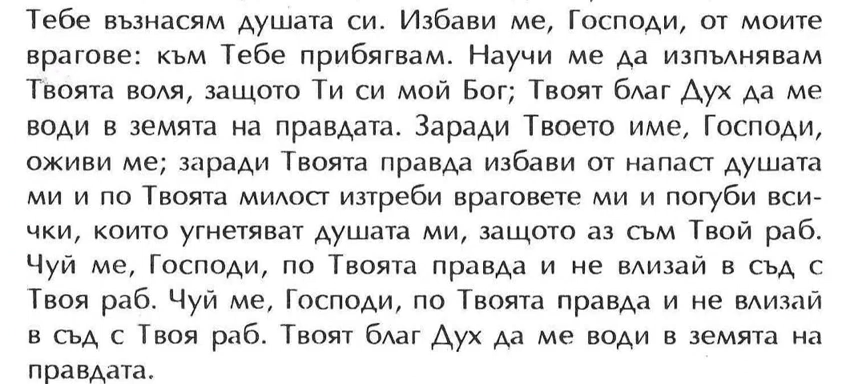 Тебе възнасям душата си. Избави ме, Господи, от моите
врагове: към Тебе прибягвам. Научи ме да изпълнявам
Твоята воля, защото Ти си мой Бог; Твоят благ Дух да ме
води в земята на правдата. Заради Твоето име, Господи,
оживи ме; заради Твоята правда избави от напаст душата
ми и по Твоята милост изтреби враговете ми и погуби вси-
чки, които угнетяват душата ми, защото аз съм Твой раб.
Чуй ме, Господи, по Твоята правда и не влизай в съд с
Твоя раб. Чуй ме, Господи, по Твоята правда и не влизай
в съд с Твоя раб. Твоят благ Дух да ме води в земята на
правдата.